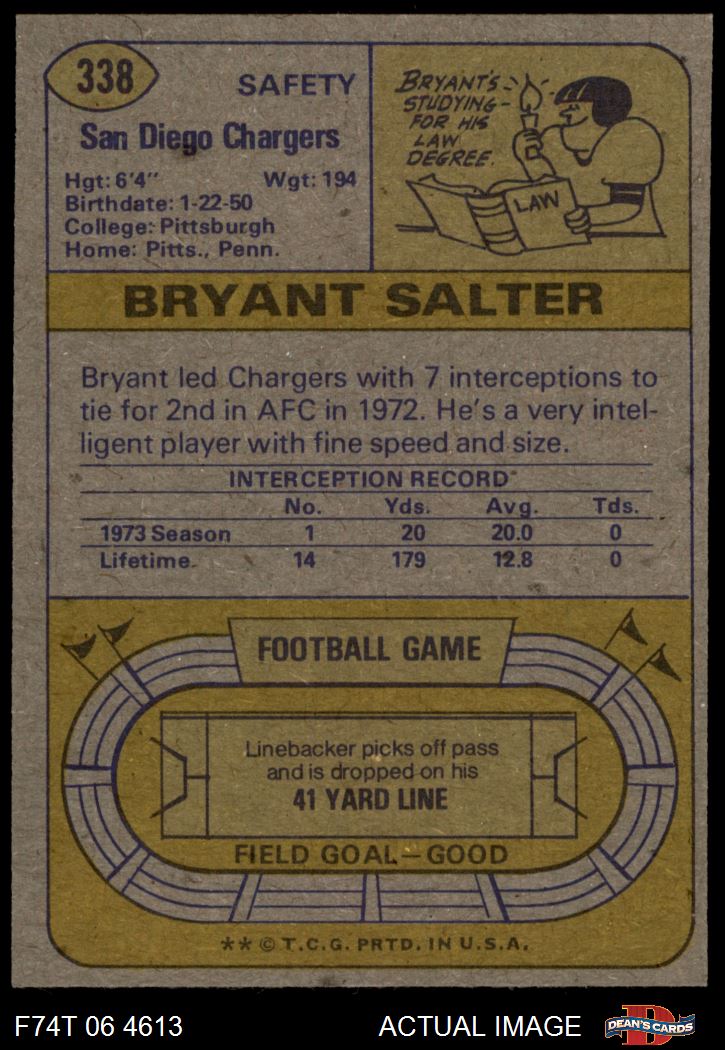 338
SAFETY
San Diego Chargers
Hgt: 6'4" Wgt: 194
Birthdate: 1-22-50
College: Pittsburgh
Home: Pitts., Penn.
BRYANT'S
STUDYING-
FOR HIS
LAW
DEGREE.
LAW
BRYANT SALTER
Bryant led Chargers with 7 interceptions to
tie for 2nd in AFC in 1972. He's a very intel-
ligent player with fine speed and size.
INTERCEPTION RECORD
No. Yds. Avg. Tds.
1973 Season 1 20 20.0 0
Lifetime 14 179 12.8 0
FOOTBALL GAME
Linebacker picks off pass
and is dropped on his
41 YARD LINE
FIELD GOAL—GOOD
** © T.C.G. PRTD. IN U.S.A.
F74T 06 4613 ACTUAL IMAGE
D
DEAN'S CARDS